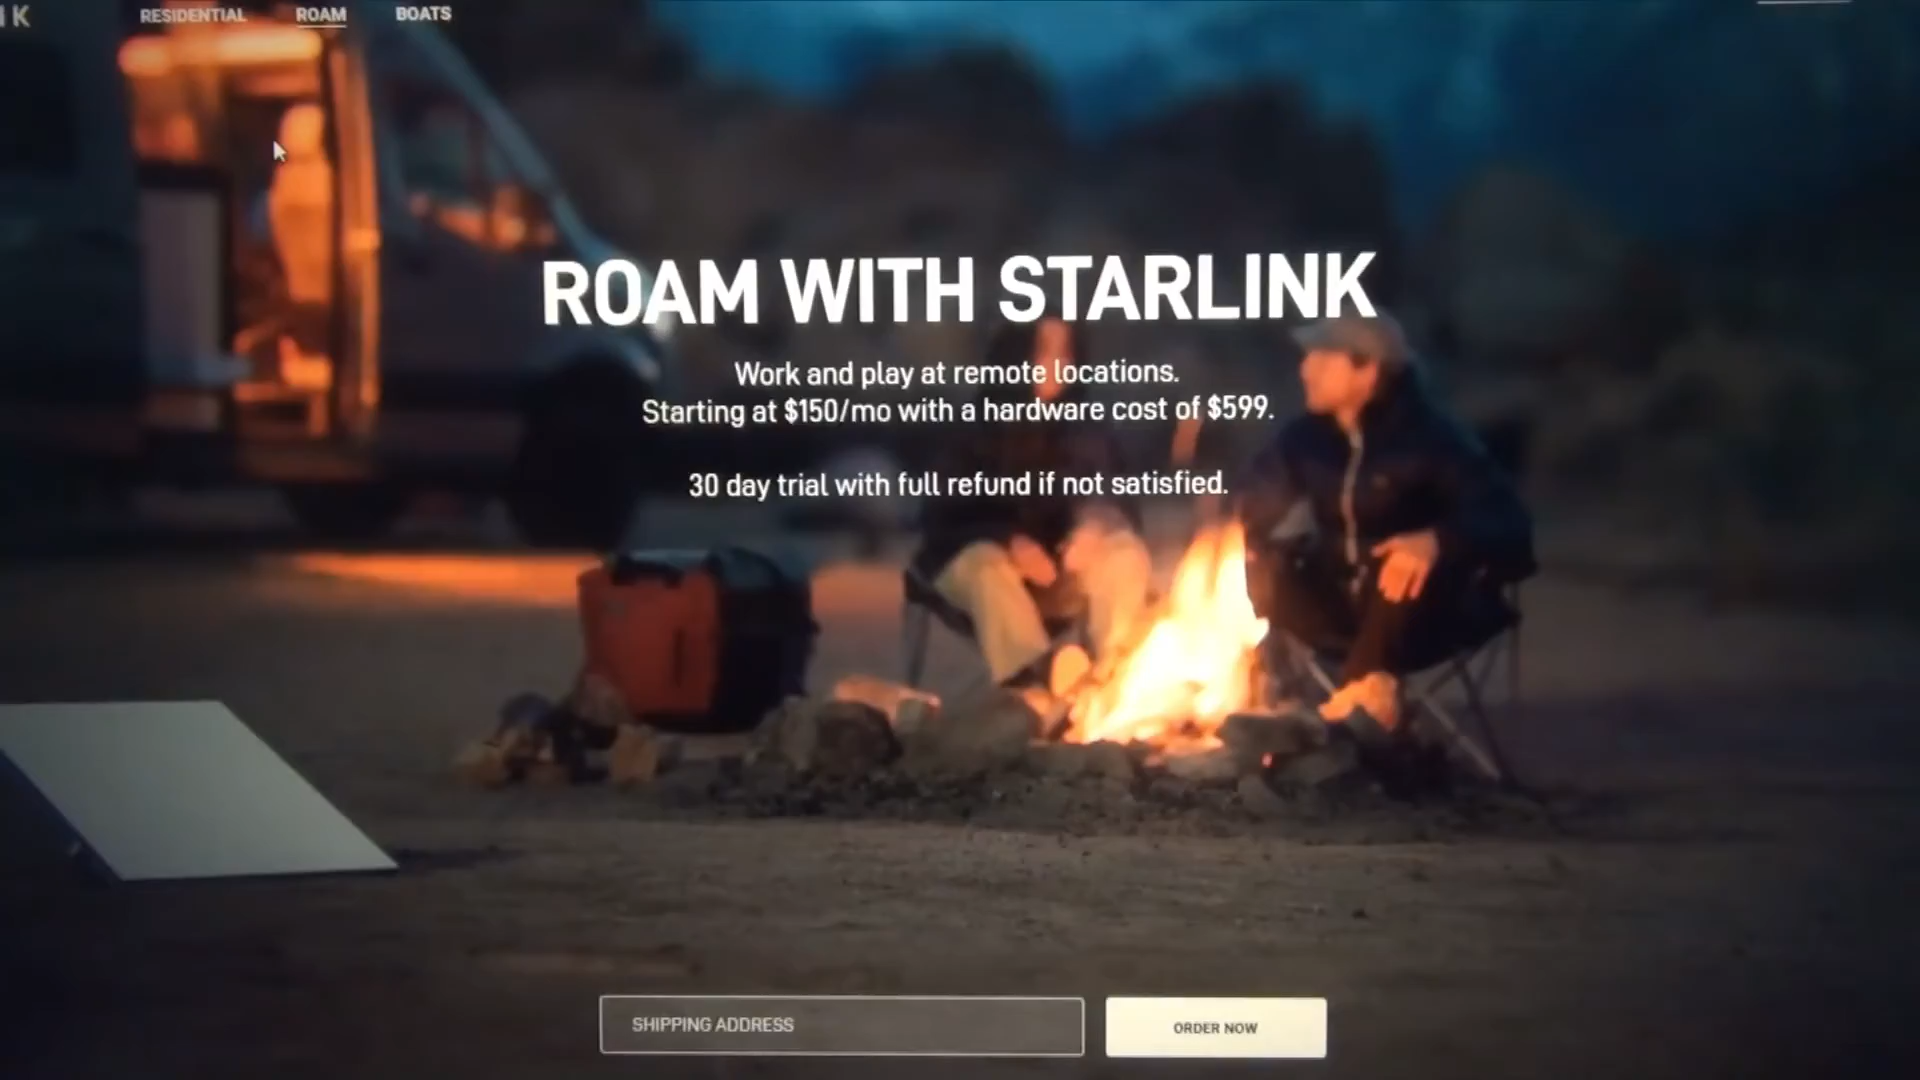 NK
RESIDENTIAL
ROAM
BOATS
ROAM WITH STARLINK
Work and play at remote locations.
Starting at $150/mo with a hardware cost of $599.
30 day trial with full refund if not satisfied.
SHIPPING ADDRESS
ORDER NOW